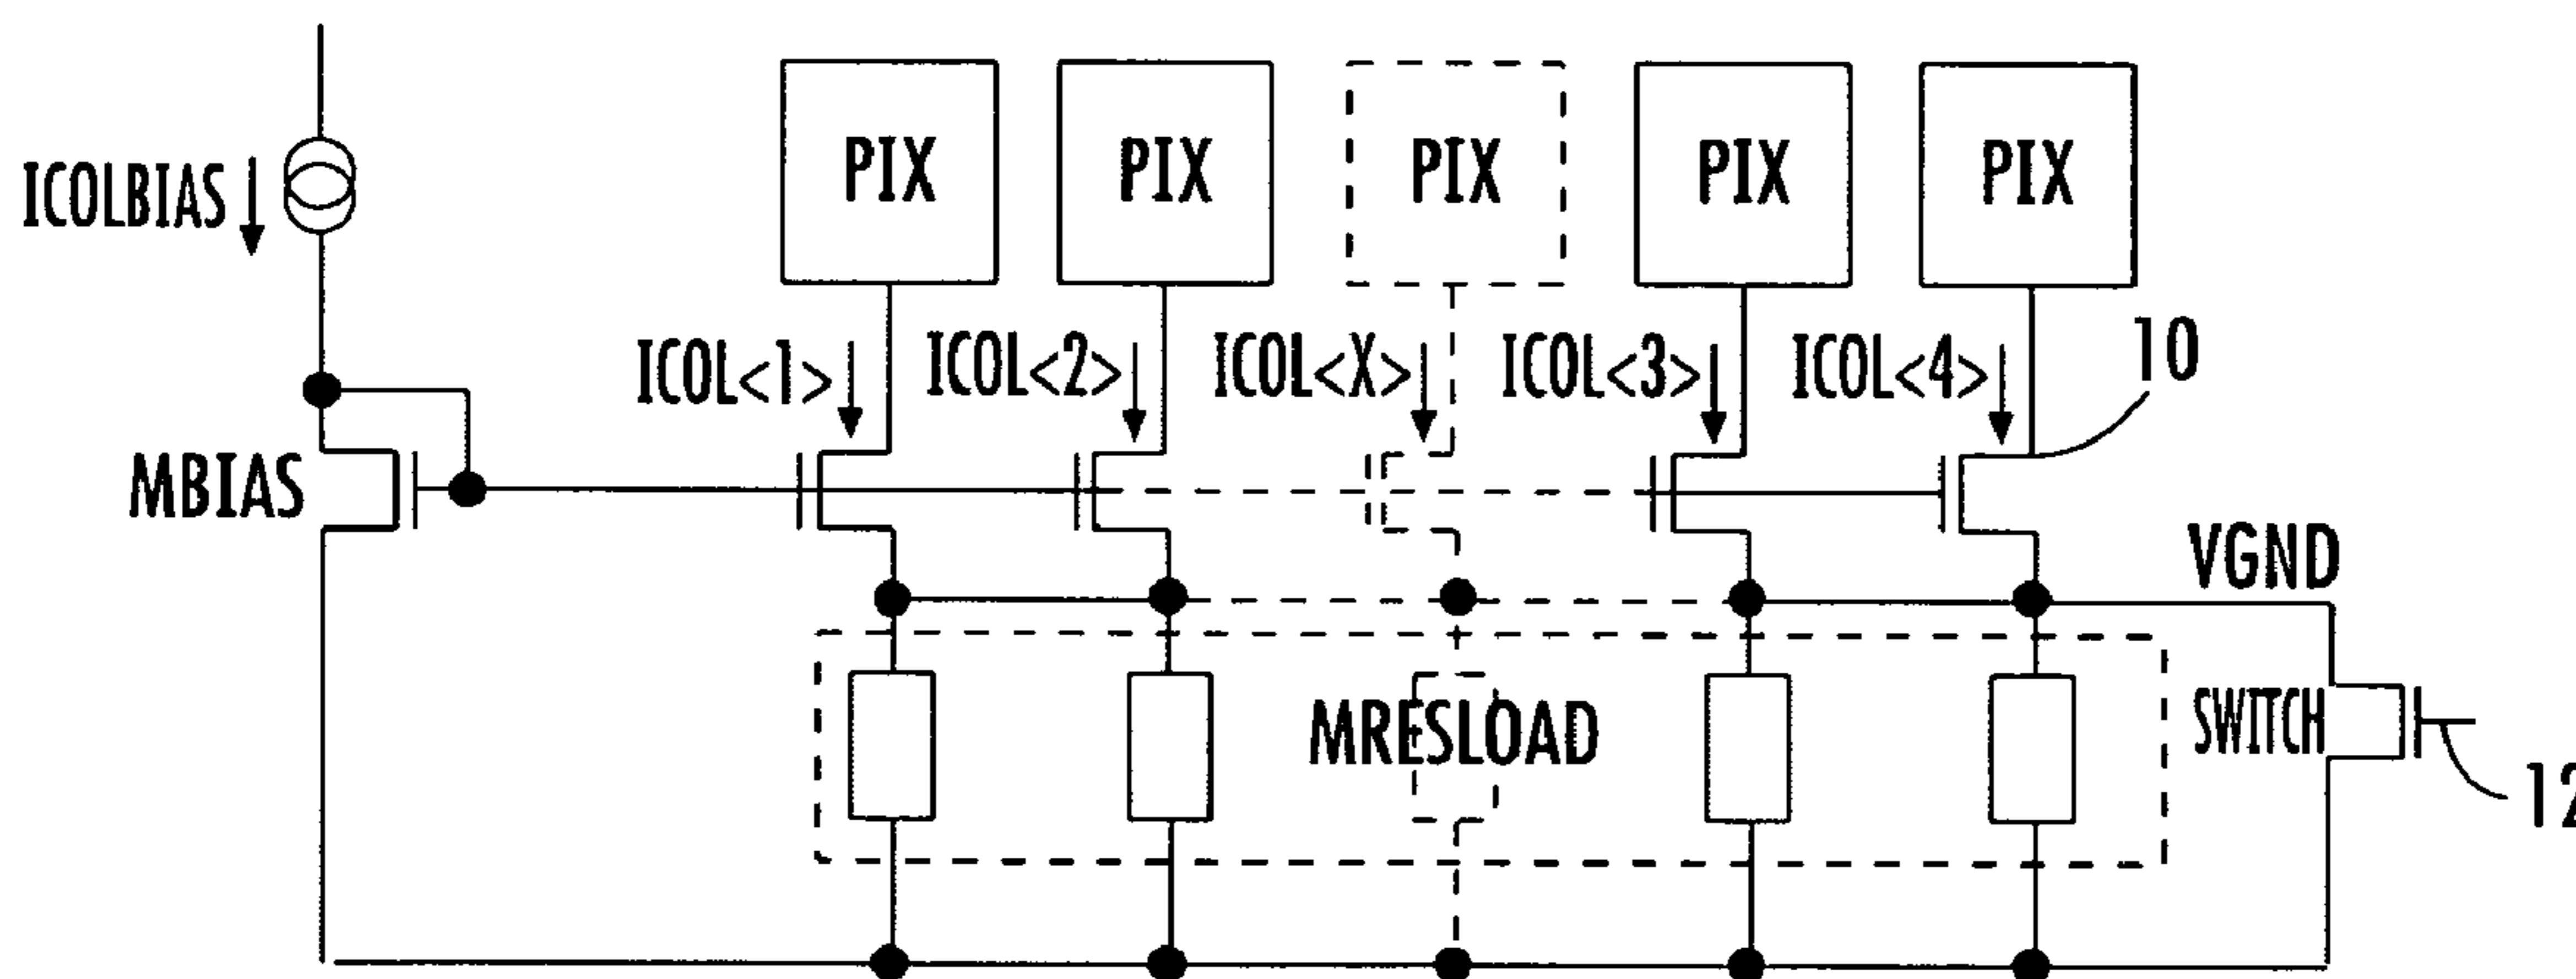 PIX PIX PIX PIX PIX
ICOLBIAS
ICOL<1> ICOL<2> ICOL<X> ICOL<3> ICOL<4> 10
MBIAS
VGND
MRESLOAD
SWITCH
12